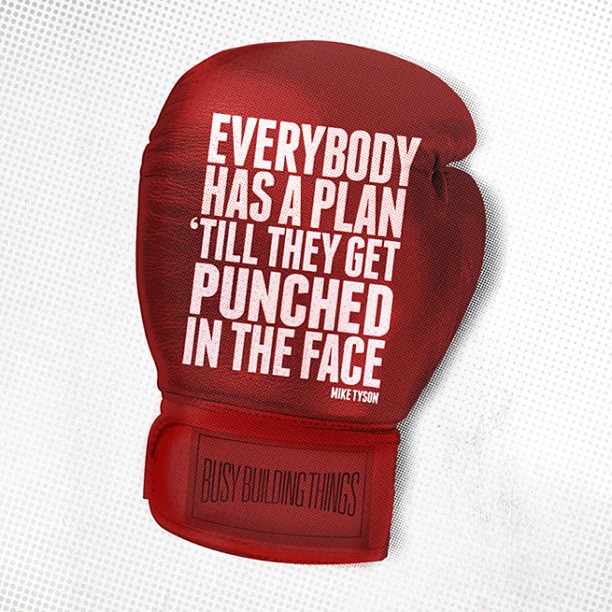 EVERYBODY
HAS A PLAN
‘TILL THEY GET
PUNCHED
IN THE FACE
MIKE TYSON
BUSY BUILDING THINGS